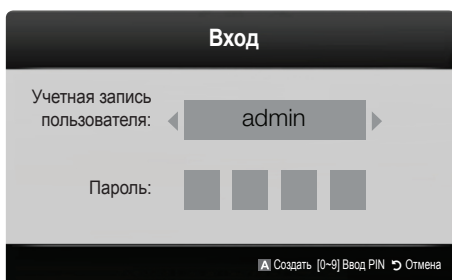 Вход
Учетная запись
пользователя:
admin
Пароль:
A Создать [0~9] Ввод PIN Отмена